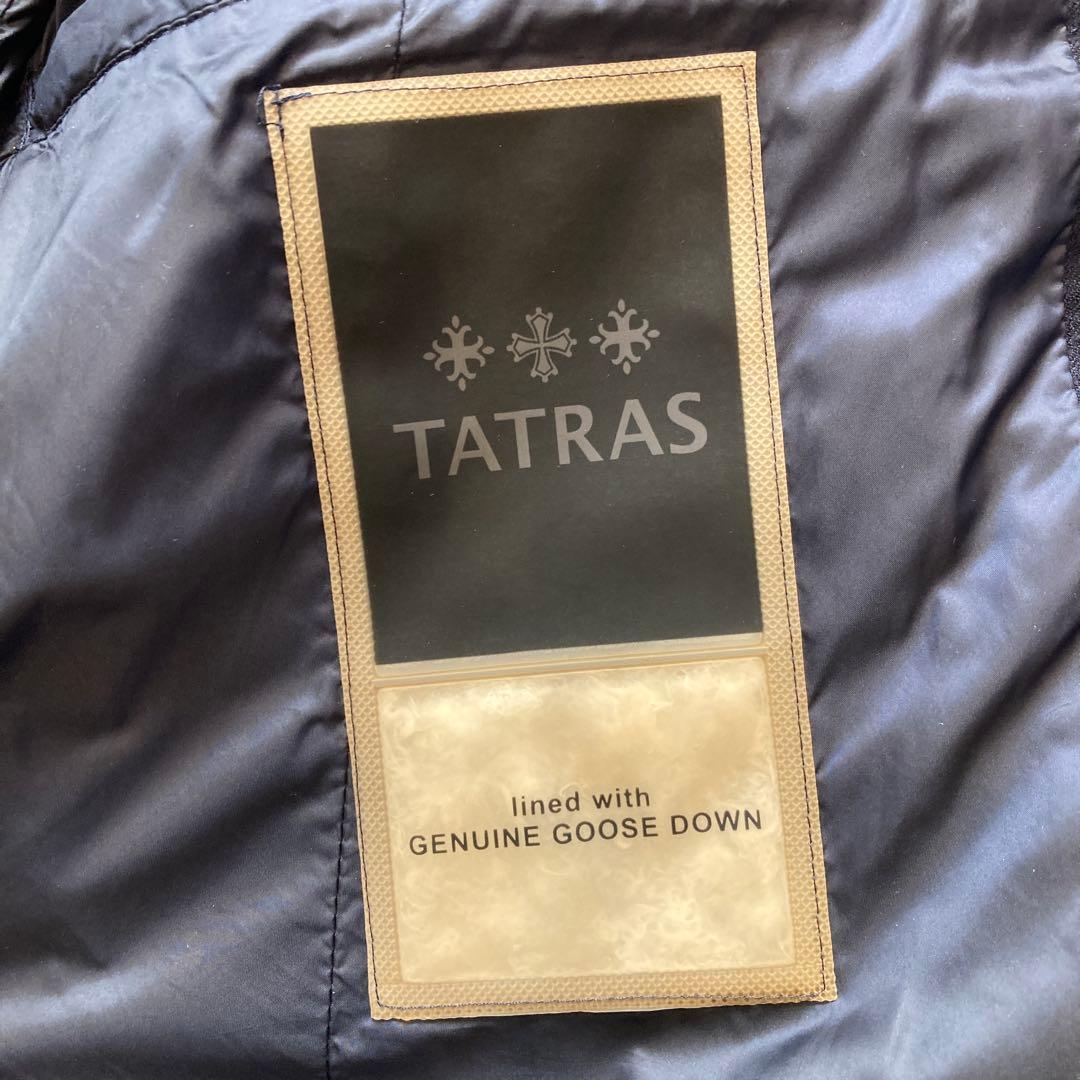 TATRAS
lined with
GENUINE GOOSE DOWN